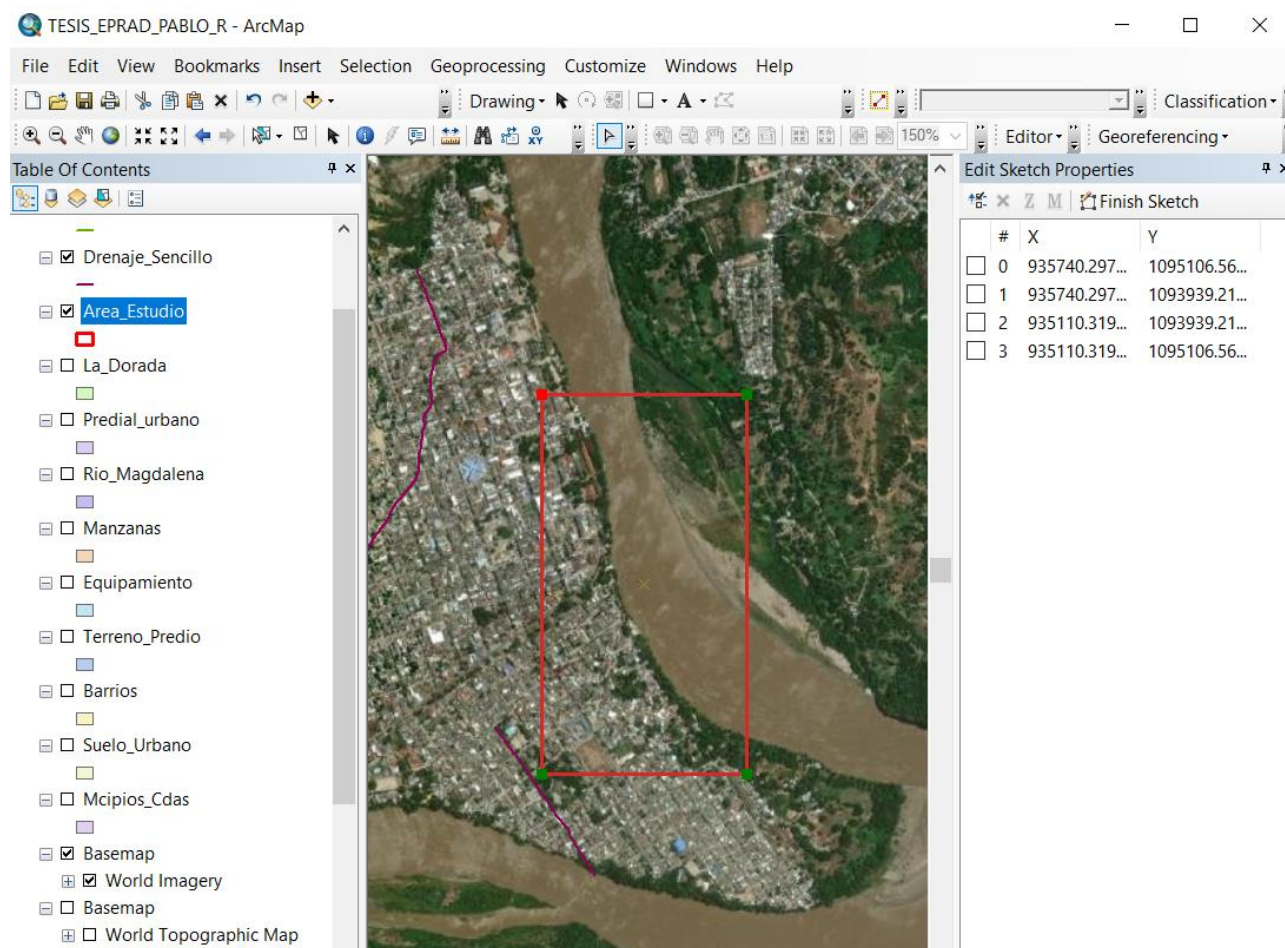 TESIS_EPRAD_PABLO_R - ArcMap
File Edit View Bookmarks Insert Selection Geoprocessing Customize Windows Help
Drawing A Classification
XY 150% Editor Georeferencing
Table Of Contents
Edit Sketch Properties
Z M Finish Sketch
# X Y
0 935740.297... 1095106.56...
1 935740.297... 1093939.21...
2 935110.319... 1093939.21...
3 935110.319... 1095106.56...
Drenaje_Sencillo
Area_Estudio
La_Dorada
Predial_urbano
Rio_Magdalena
Manzanas
Equipamiento
Terreno_Predio
Barrios
Suelo_Urbano
Mcipios_Cdas
Basemap
World Imagery
Basemap
World Topographic Map